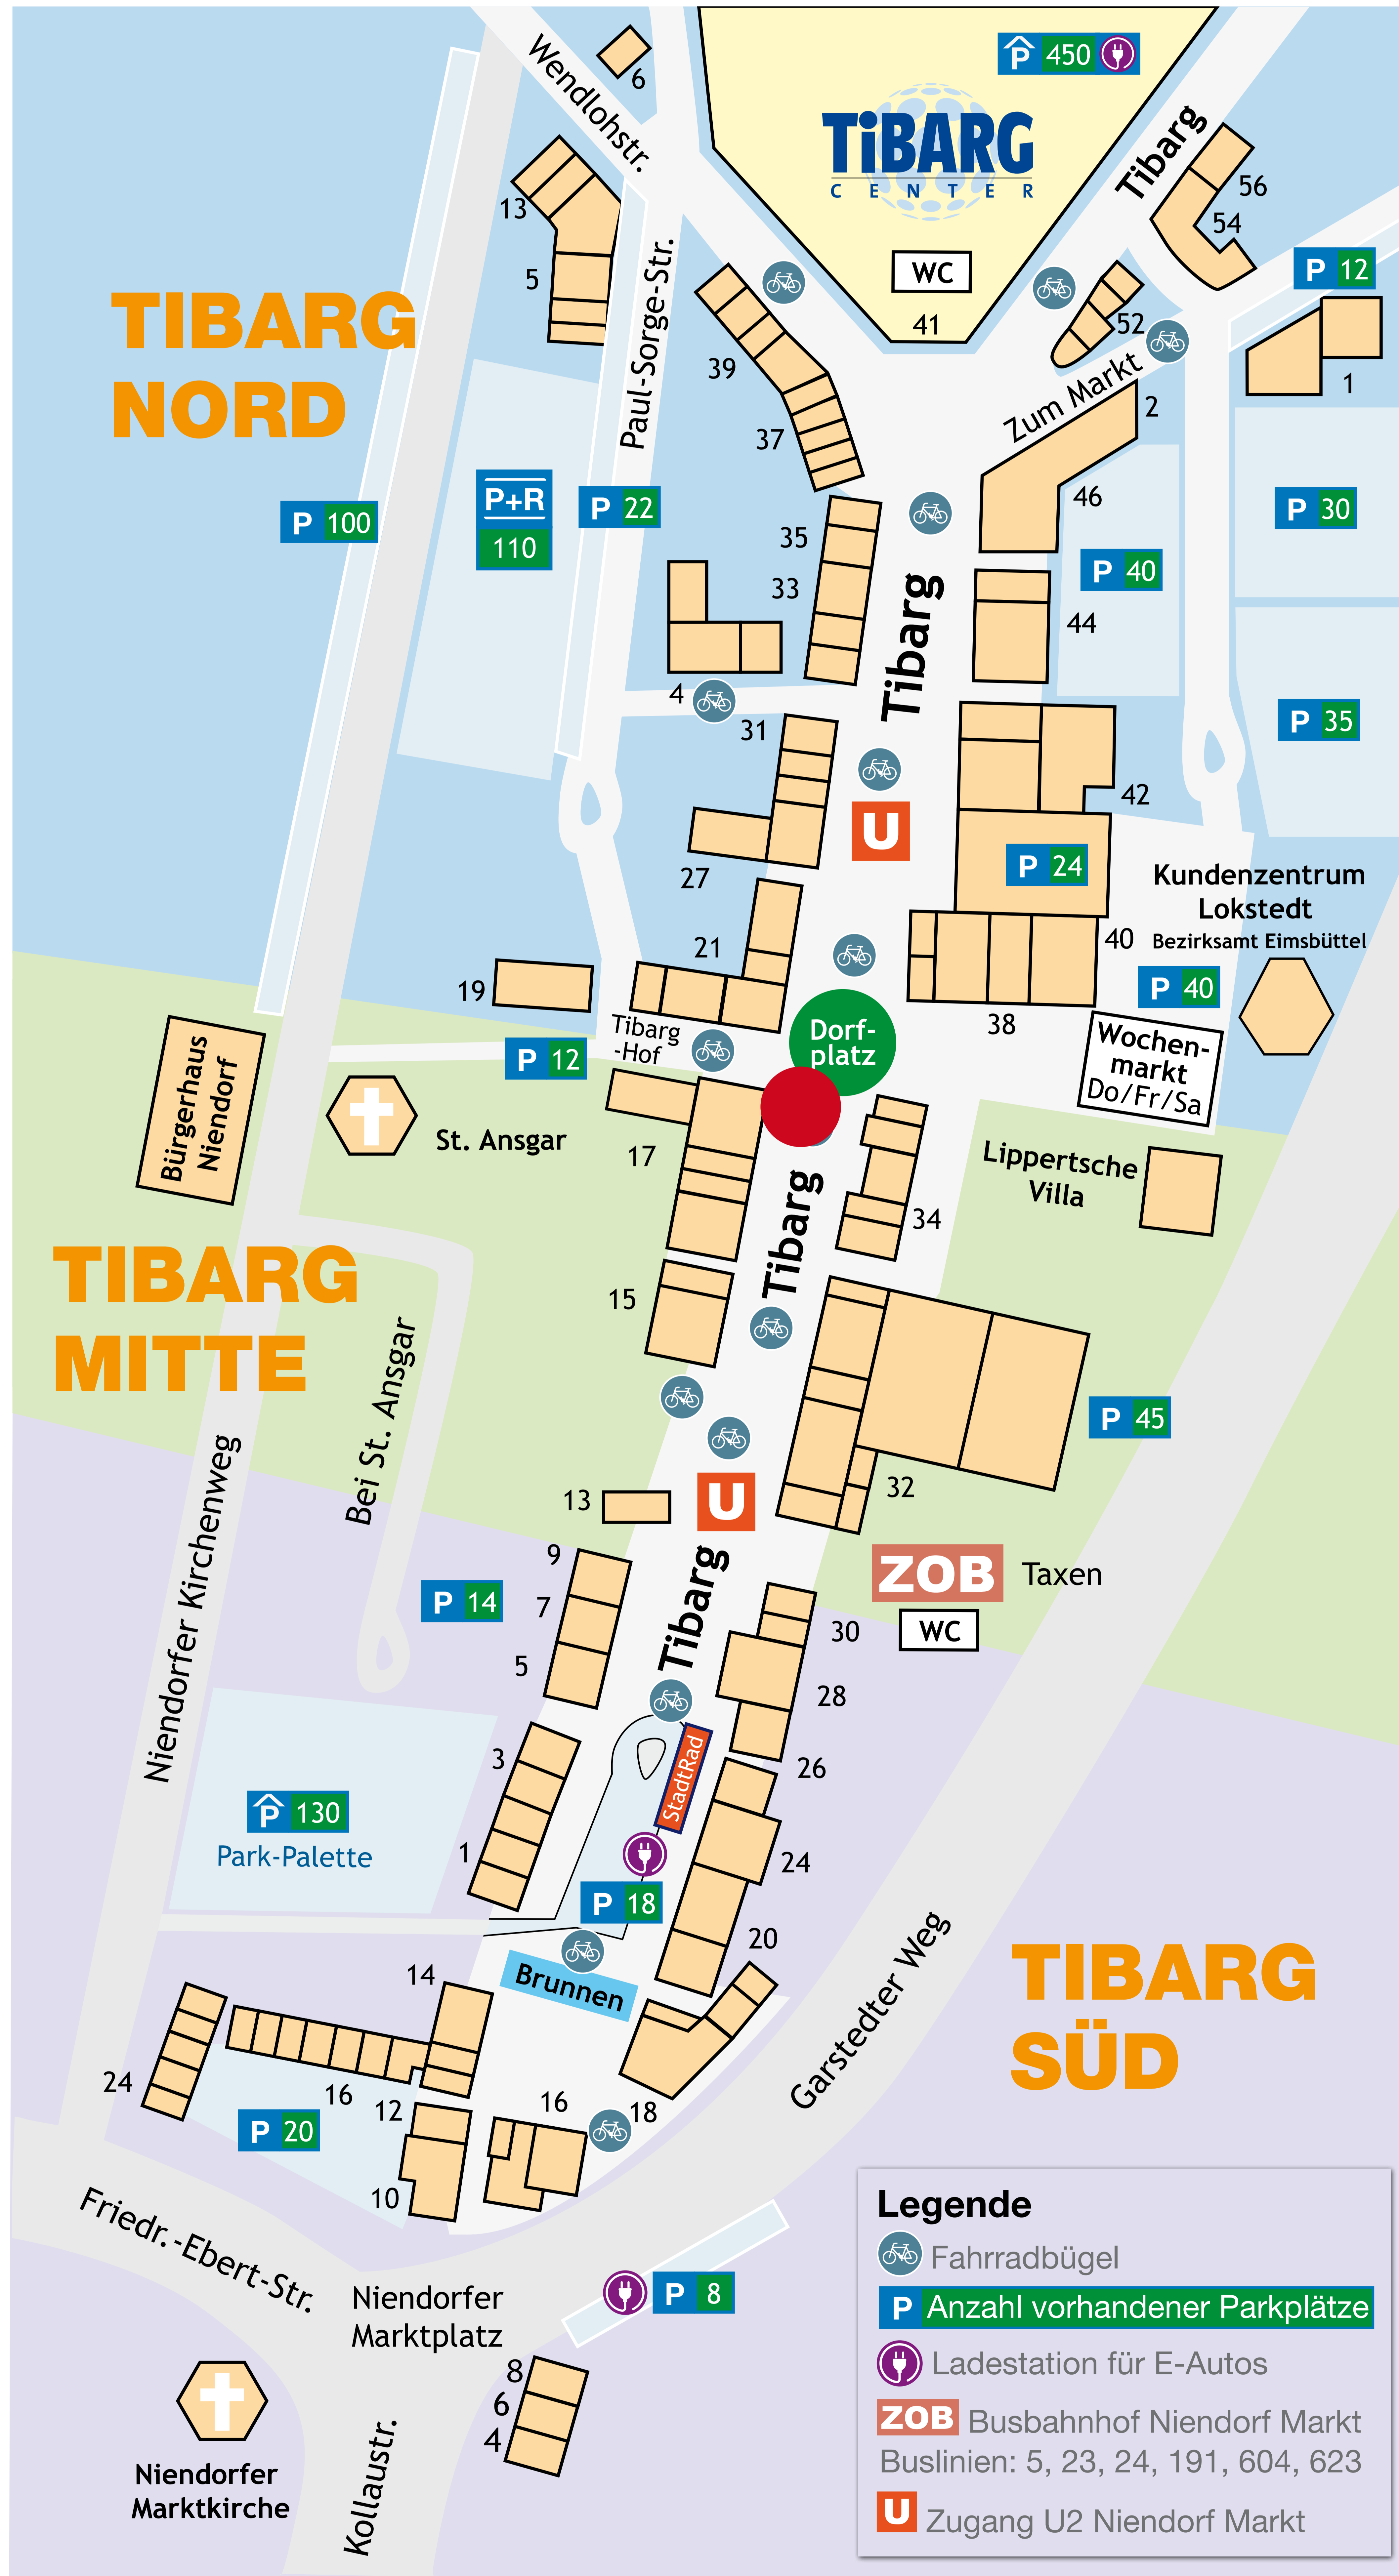 Wendlohstr.
6
P 450
TiBARG
CENTER
Tibarg
56
54
13
5
Paul-Sorge-Str.
WC
41
52
P 12
1
TIBARG
NORD
39
37
Zum Markt
2
46
P 100
P+R
110
P 22
35
33
Tibarg
44
P 40
P 30
4
31
P 35
U
42
27
P 24
Kundenzentrum
Lokstedt
Bezirksamt Eimsbüttel
21
40
19
38
P 40
Tibarg
-Hof
Dorf-
platz
Wochen-
markt
Do/Fr/Sa
P 12
Bürgerhaus
Niendorf
St. Ansgar
17
Tibarg
34
Lippertsche
Villa
TIBARG
MITTE
15
Bei St. Ansgar
P 45
Niendorfer Kirchenweg
13
U
32
9
7
5
P 14
Tibarg
ZOB
Taxen
WC
30
28
26
3
1
StadtRad
P 130
Park-Palette
24
P 18
20
Brunnen
14
TIBARG
SÜD
Garstedter Weg
24
16
12
P 20
10
16
18
Friedr.-Ebert-Str.
Niendorfer
Marktplatz
P 8
8
6
4
Kollaustr.
Niendorfer
Marktkirche
Legende
Fahrradbügel
P Anzahl vorhandener Parkplätze
Ladestation für E-Autos
ZOB Busbahnhof Niendorf Markt
Buslinien: 5, 23, 24, 191, 604, 623
U Zugang U2 Niendorf Markt